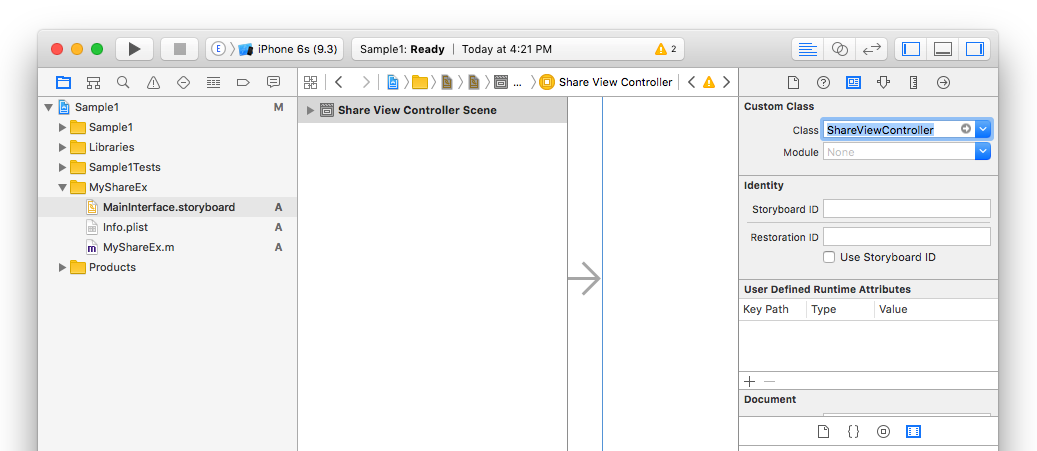 E iPhone 6s (9.3) Sample1: Ready | Today at 4:21 PM 2
... Share View Controller
Sample1 M
Sample1
Libraries
Sample1Tests
MyShareEx
MainInterface.storyboard A
Info.plist A
m MyShareEx.m A
Products
Share View Controller Scene
Custom Class
Class ShareViewController
Module None
Identity
Storyboard ID
Restoration ID
Use Storyboard ID
User Defined Runtime Attributes
Key Path Type Value
Document